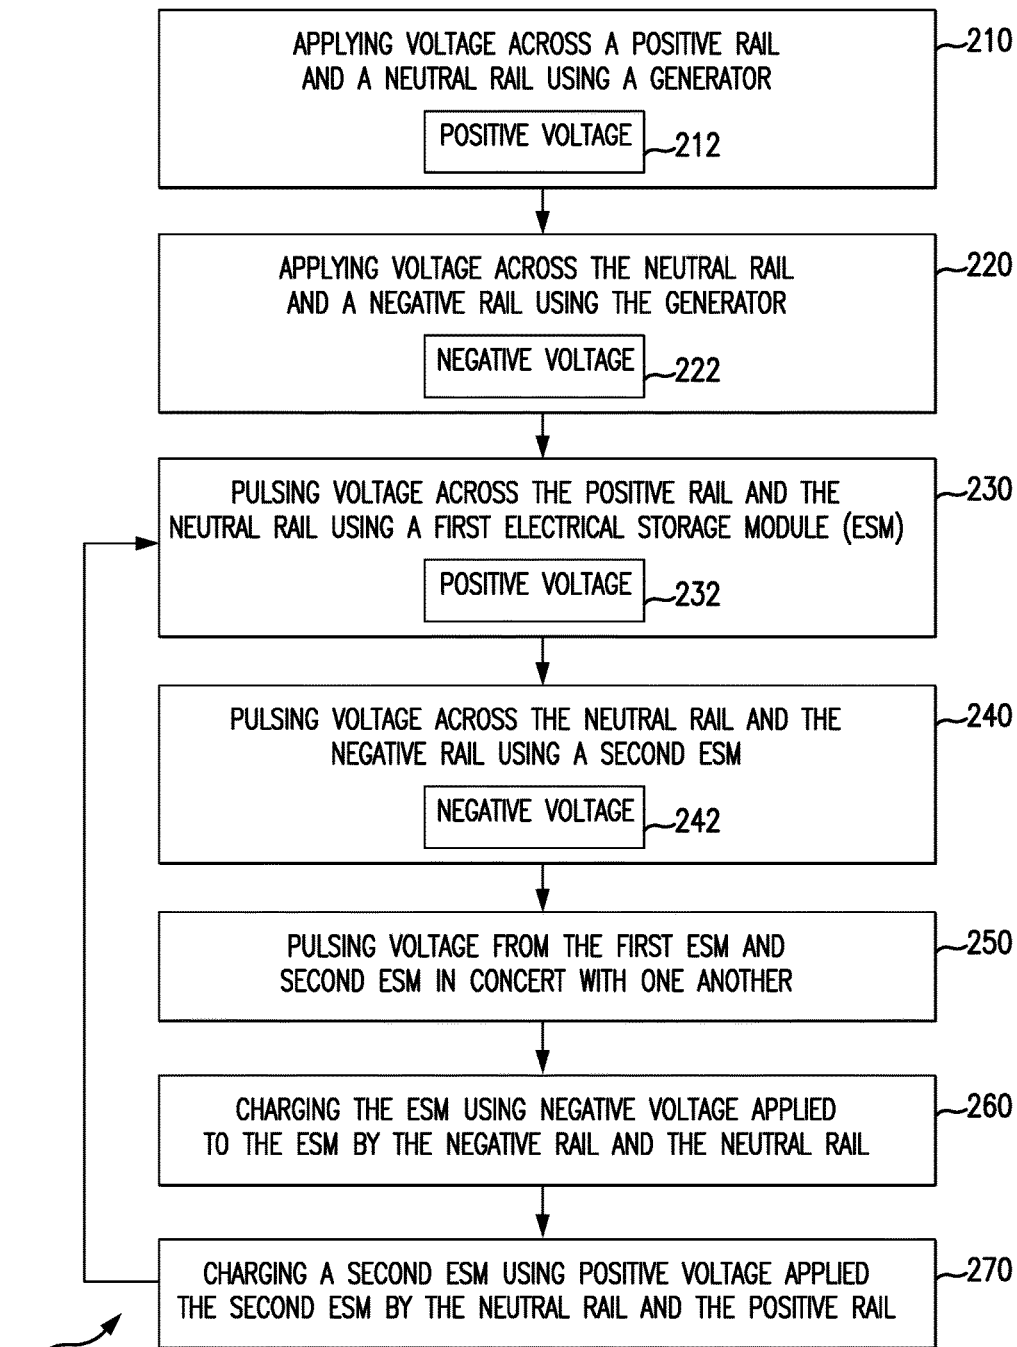 APPLYING VOLTAGE ACROSS A POSITIVE RAIL
AND A NEUTRAL RAIL USING A GENERATOR
210
POSITIVE VOLTAGE
212
APPLYING VOLTAGE ACROSS THE NEUTRAL RAIL
AND A NEGATIVE RAIL USING THE GENERATOR
220
NEGATIVE VOLTAGE
222
PULSING VOLTAGE ACROSS THE POSITIVE RAIL AND THE
NEUTRAL RAIL USING A FIRST ELECTRICAL STORAGE MODULE (ESM)
230
POSITIVE VOLTAGE
232
PULSING VOLTAGE ACROSS THE NEUTRAL RAIL AND THE
NEGATIVE RAIL USING A SECOND ESM
240
NEGATIVE VOLTAGE
242
PULSING VOLTAGE FROM THE FIRST ESM AND
SECOND ESM IN CONCERT WITH ONE ANOTHER
250
CHARGING THE ESM USING NEGATIVE VOLTAGE APPLIED
TO THE ESM BY THE NEGATIVE RAIL AND THE NEUTRAL RAIL
260
CHARGING A SECOND ESM USING POSITIVE VOLTAGE APPLIED
THE SECOND ESM BY THE NEUTRAL RAIL AND THE POSITIVE RAIL
270